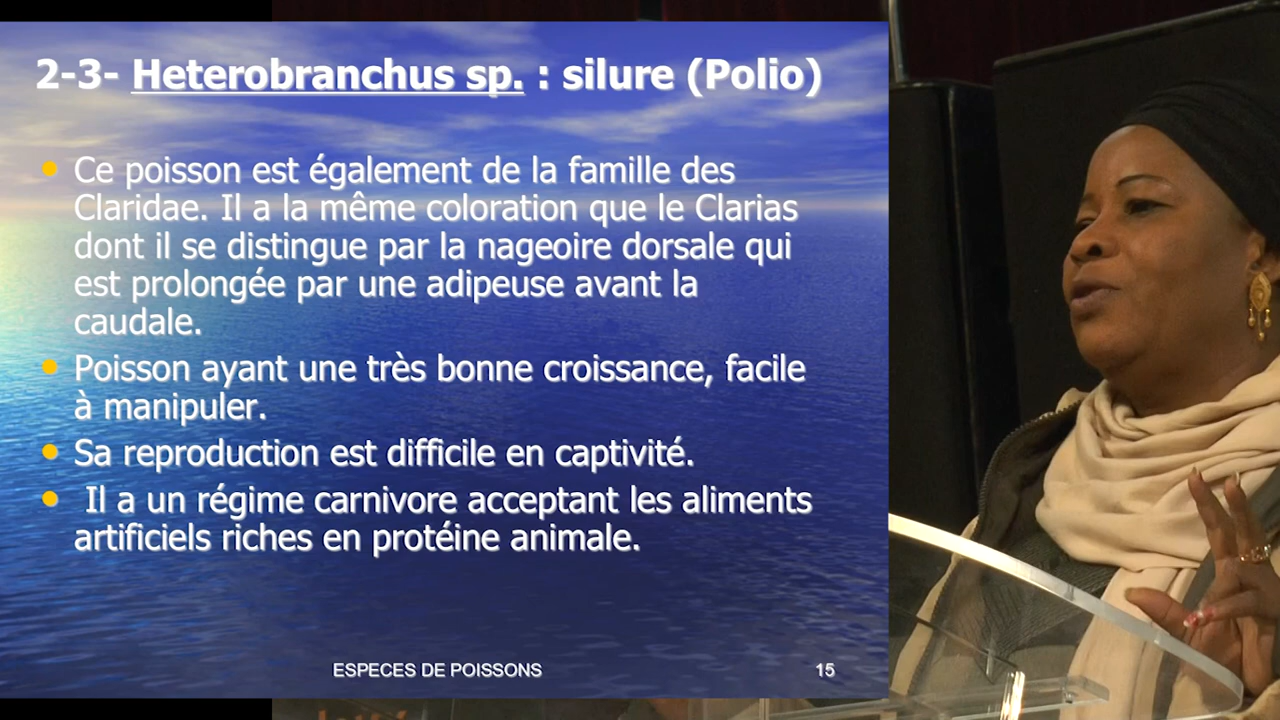 2-3- Heterobranchus sp. : silure (Polio)
Ce poisson est également de la famille des
Claridae. Il a la même coloration que le Clarias
dont il se distingue par la nageoire dorsale qui
est prolongée par une adipeuse avant la
caudale.
Poisson ayant une très bonne croissance, facile
à manipuler.
Sa reproduction est difficile en captivité.
Il a un régime carnivore acceptant les aliments
artificiels riches en protéine animale.
ESPECES DE POISSONS
15